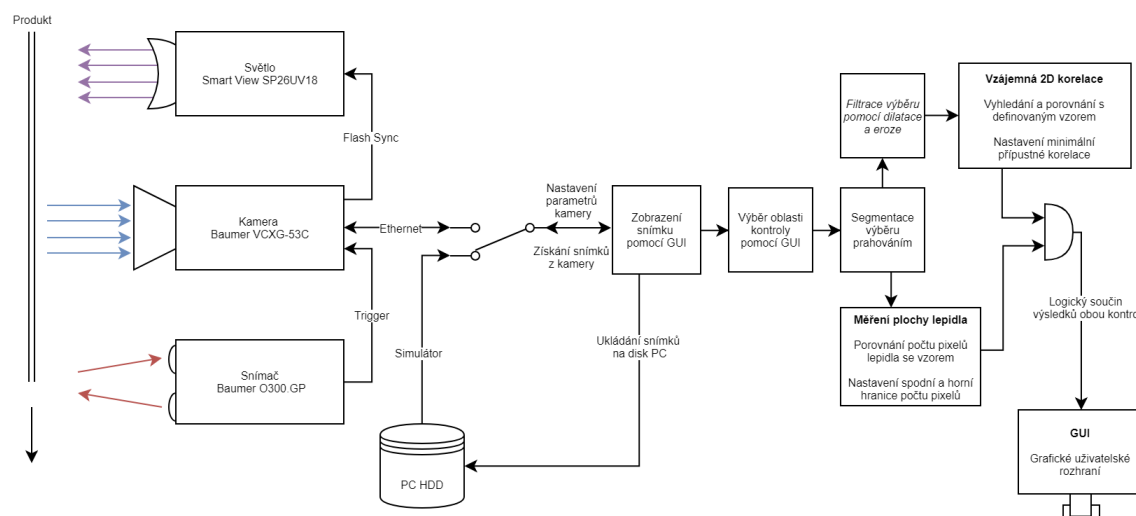 Produkt
Světlo
Smart View SP26UV18
Flash Sync
Kamera
Baumer VCXG-53C
Ethernet
Trigger
Snímač
Baumer O300.GP
Simulátor
PC HDD
Nastavení
parametrů
kamery
Získání snímků
z kamery
Zobrazení
snímku
pomocí GUI
Ukládání snímků
na disk PC
Výběr oblasti
kontroly
pomocí GUI
Segmentace
výběru
prahováním
Filtrace výběru
pomocí dilatace
a eroze
Vzájemná 2D korelace
Vyhledání a porovnání s
definovaným vzorem
Nastavení minimální
přípustné korelace
Měření plochy lepidla
Porovnání počtu pixelů
lepidla se vzorem
Nastavení spodní a horní
hranice počtu pixelů
Logický součin
výsledků obou kontro
GUI
Grafické uživatelské
rozhraní